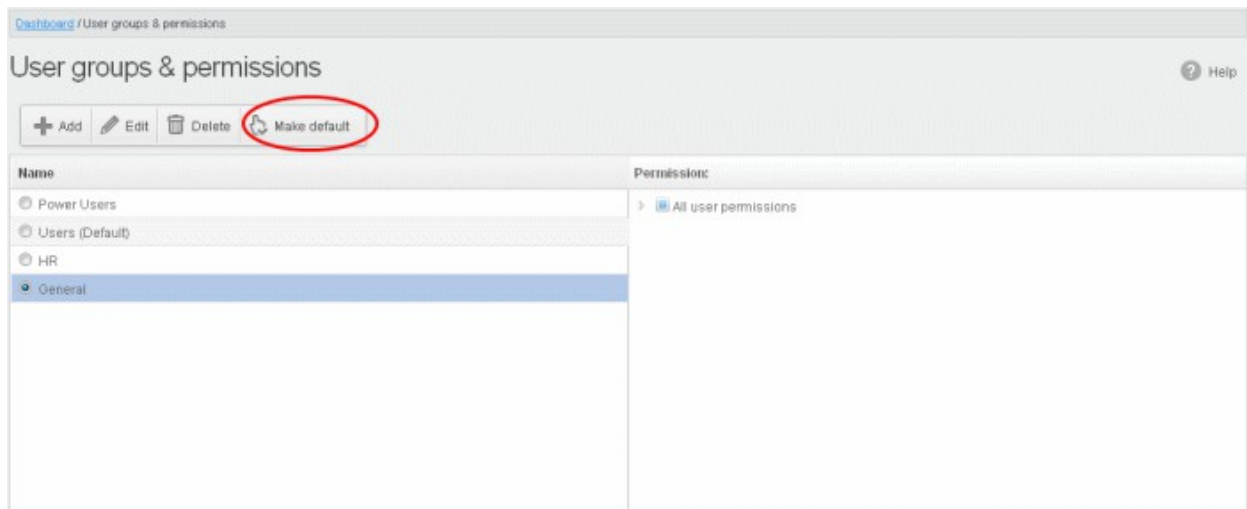 Dashboard / User groups & permissions
User groups & permissions
Help
Add Edit Delete Make default
Name Permission:
Power Users All user permissions
Users (Default)
HR
General